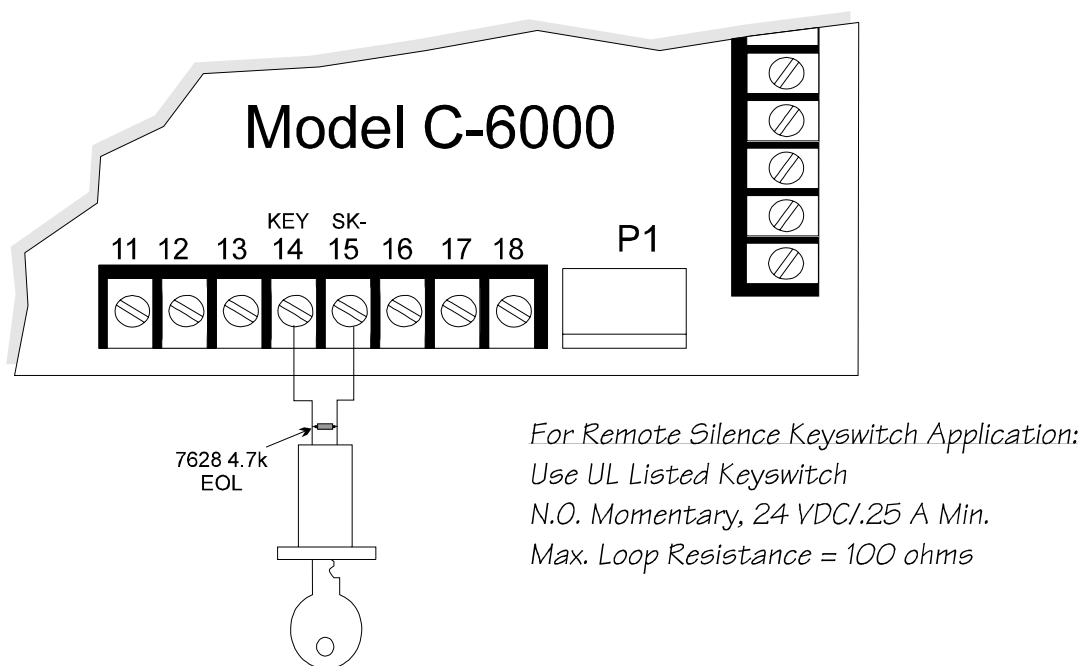 Model C-6000
KEY SK-
11 12 13 14 15 16 17 18
P1
7628 4.7k
EOL
For Remote Silence Keyswitch Application:
Use UL Listed Keyswitch
N.O. Momentary, 24 VDC/.25 A Min.
Max. Loop Resistance = 100 ohms